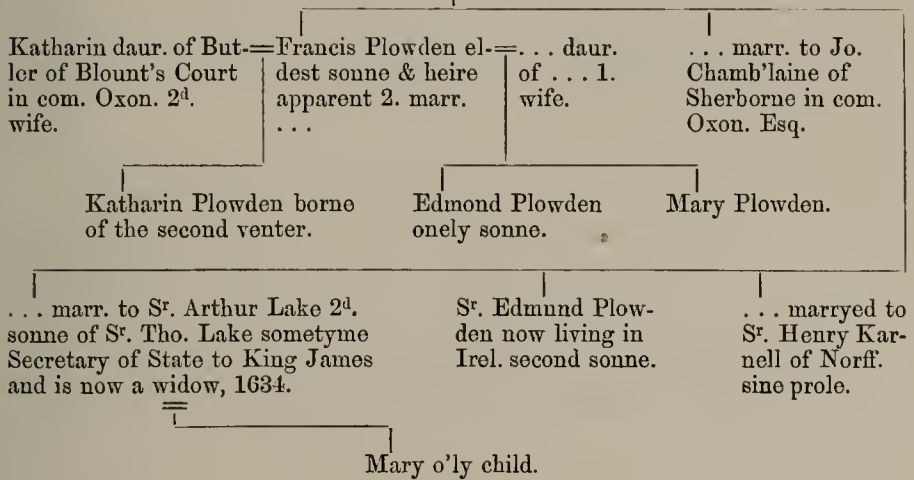 Katharin daur. of But-
ler of Blount's Court
in com. Oxon. 2d.
wife.
Francis Plowden el-
dest sonne & heire
apparent 2. marr.
. . .
. . . daur.
of . . . 1.
wife.
. . . marr. to Jo.
Chamb'laine of
Sherborne in com.
Oxon. Esq.
Katharin Plowden borne
of the second venter.
Edmond Plowden
onely sonne.
Mary Plowden.
. . . marr. to Sr. Arthur Lake 2d.
sonne of Sr. Tho. Lake sometyme
Secretary of State to King James
and is now a widow, 1634.
Sr. Edmund Plow-
den now living in
Irel. second sonne.
. . . marryed to
Sr. Henry Kar-
nell of Norff.
sine prole.
Mary o'ly child.